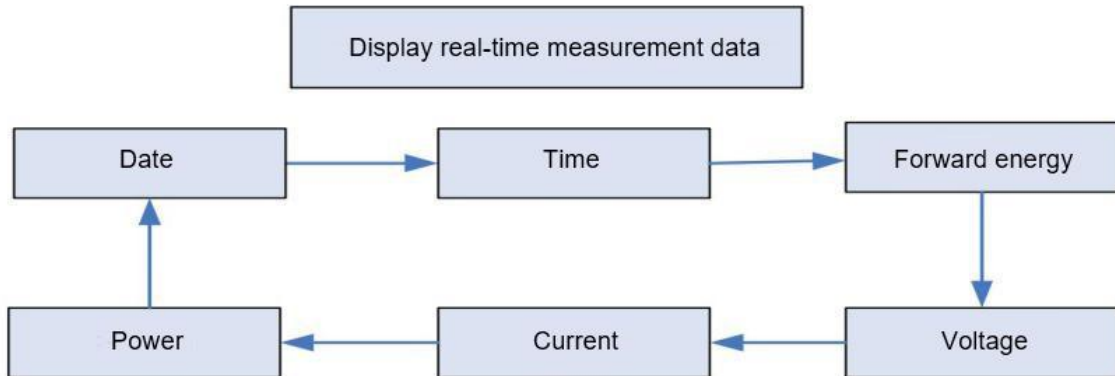 Display real-time measurement data
Date
Time
Forward energy
Power
Current
Voltage